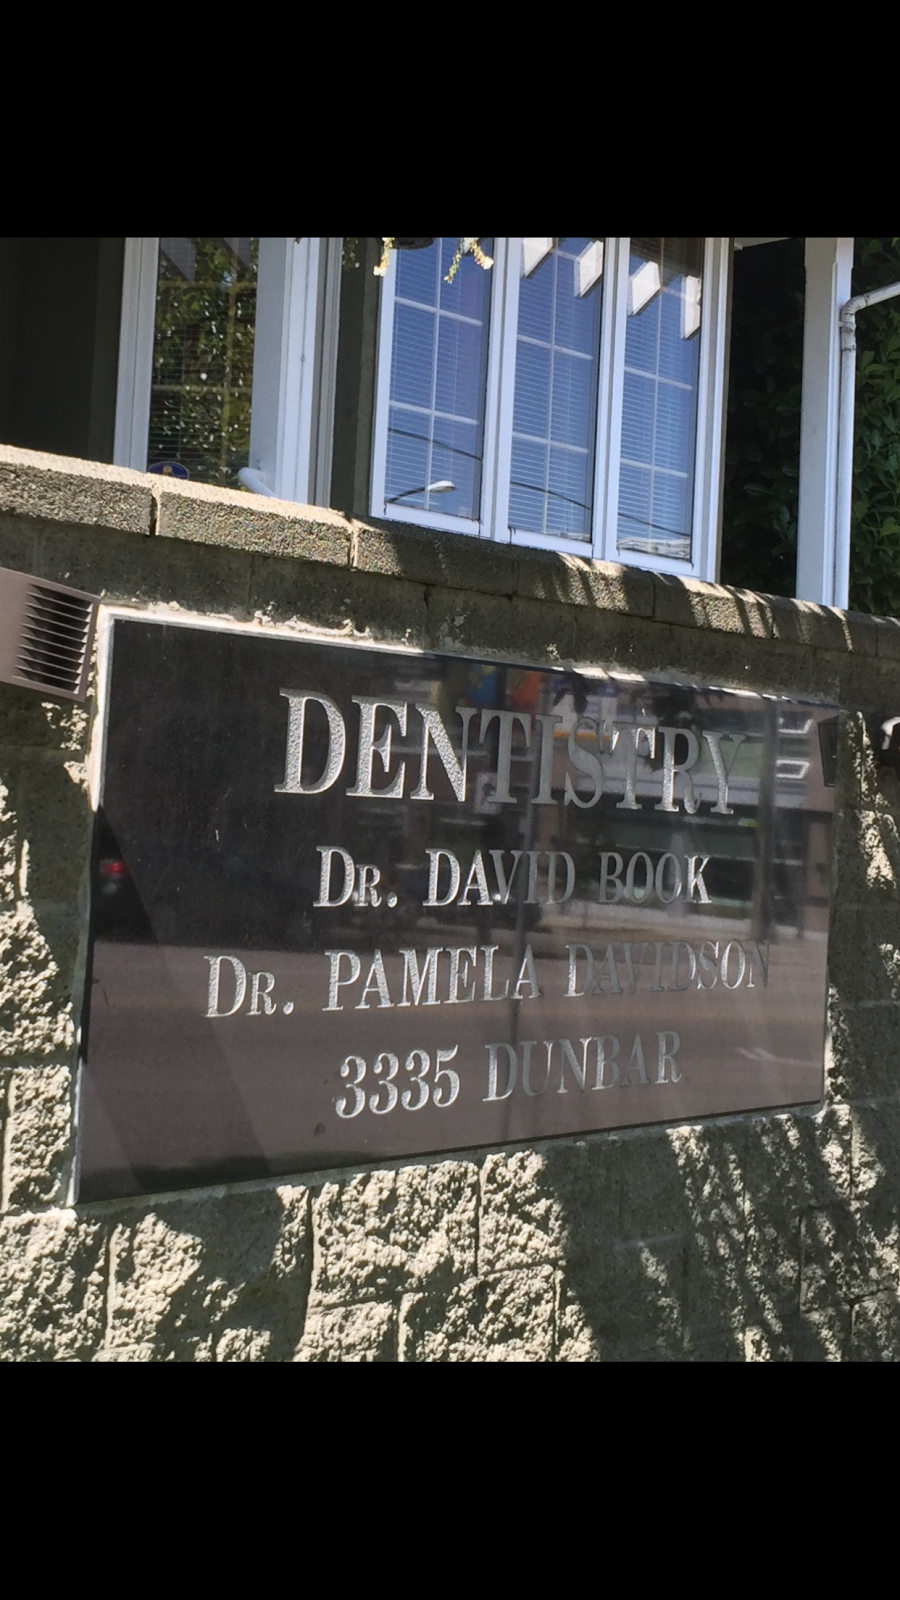 DENTISTRY
DR. DAVID BOOK
DR. PAMELA DAVIDSON
3335 DUNBAR